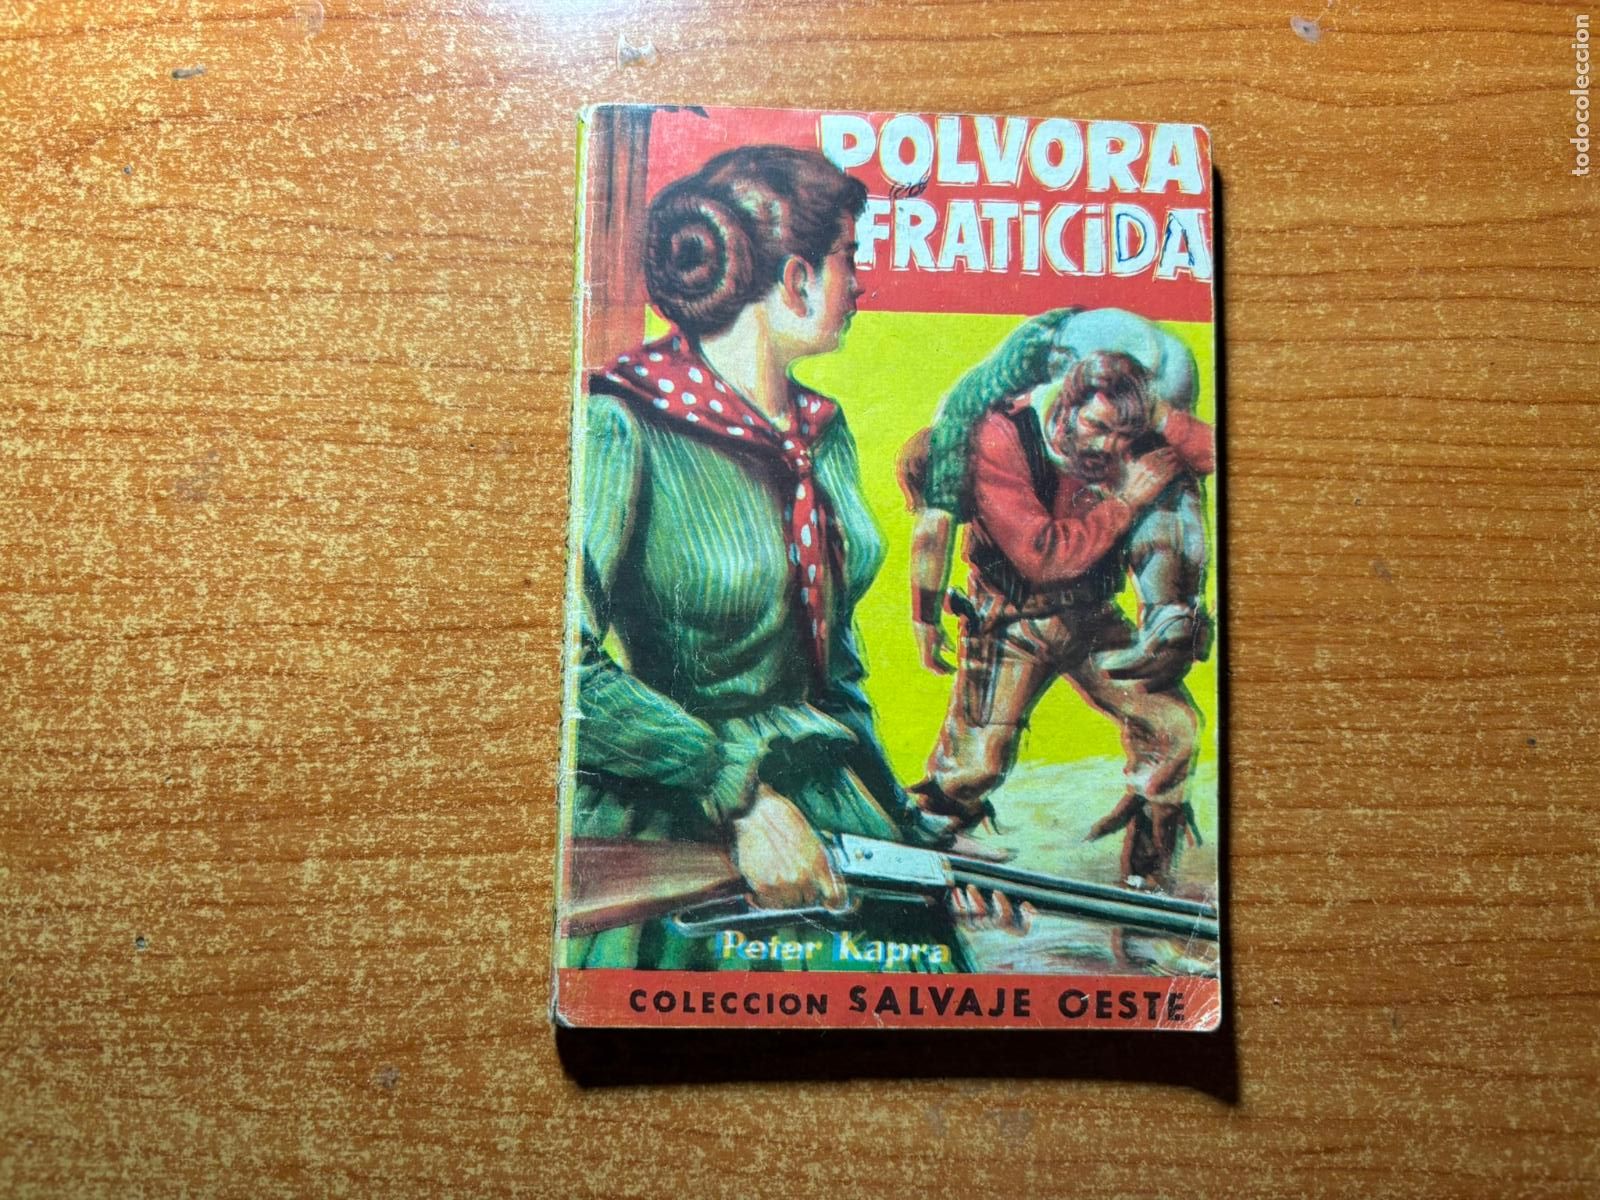 POLVORA
FRATiCiDA
Peter Kapra
COLECCION SALVAJE OESTE
todocoleccion